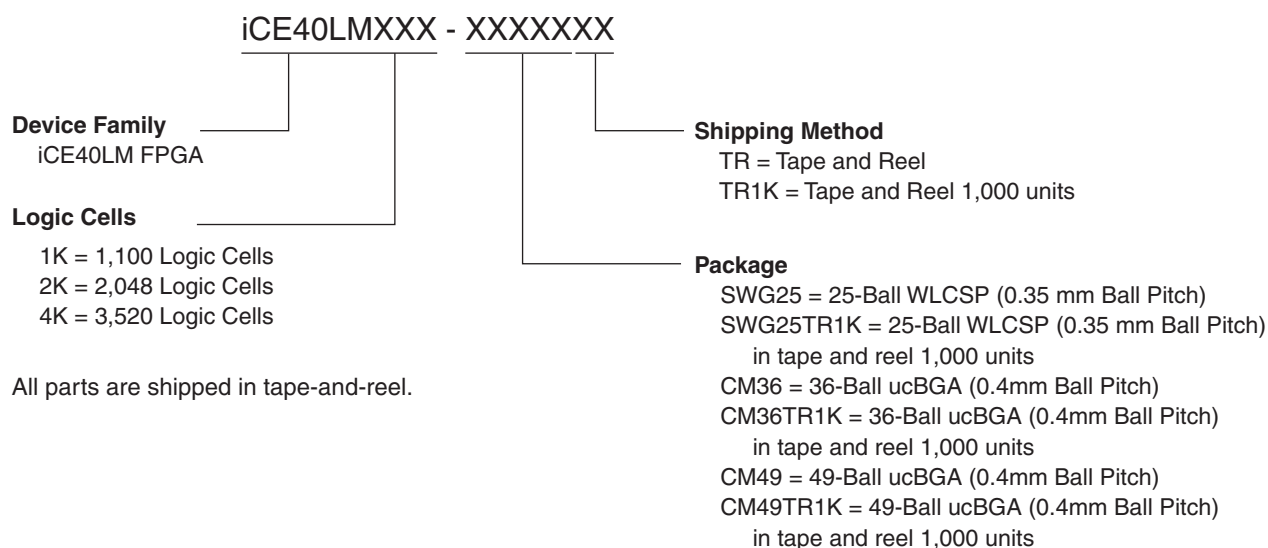 iCE40LMXXX - XXXXXXX
Device Family
iCE40LM FPGA
Logic Cells
1K = 1,100 Logic Cells
2K = 2,048 Logic Cells
4K = 3,520 Logic Cells
All parts are shipped in tape-and-reel.
Shipping Method
TR = Tape and Reel
TR1K = Tape and Reel 1,000 units
Package
SWG25 = 25-Ball WLCSP (0.35 mm Ball Pitch)
SWG25TR1K = 25-Ball WLCSP (0.35 mm Ball Pitch)
in tape and reel 1,000 units
CM36 = 36-Ball ucBGA (0.4mm Ball Pitch)
CM36TR1K = 36-Ball ucBGA (0.4mm Ball Pitch)
in tape and reel 1,000 units
CM49 = 49-Ball ucBGA (0.4mm Ball Pitch)
CM49TR1K = 49-Ball ucBGA (0.4mm Ball Pitch)
in tape and reel 1,000 units